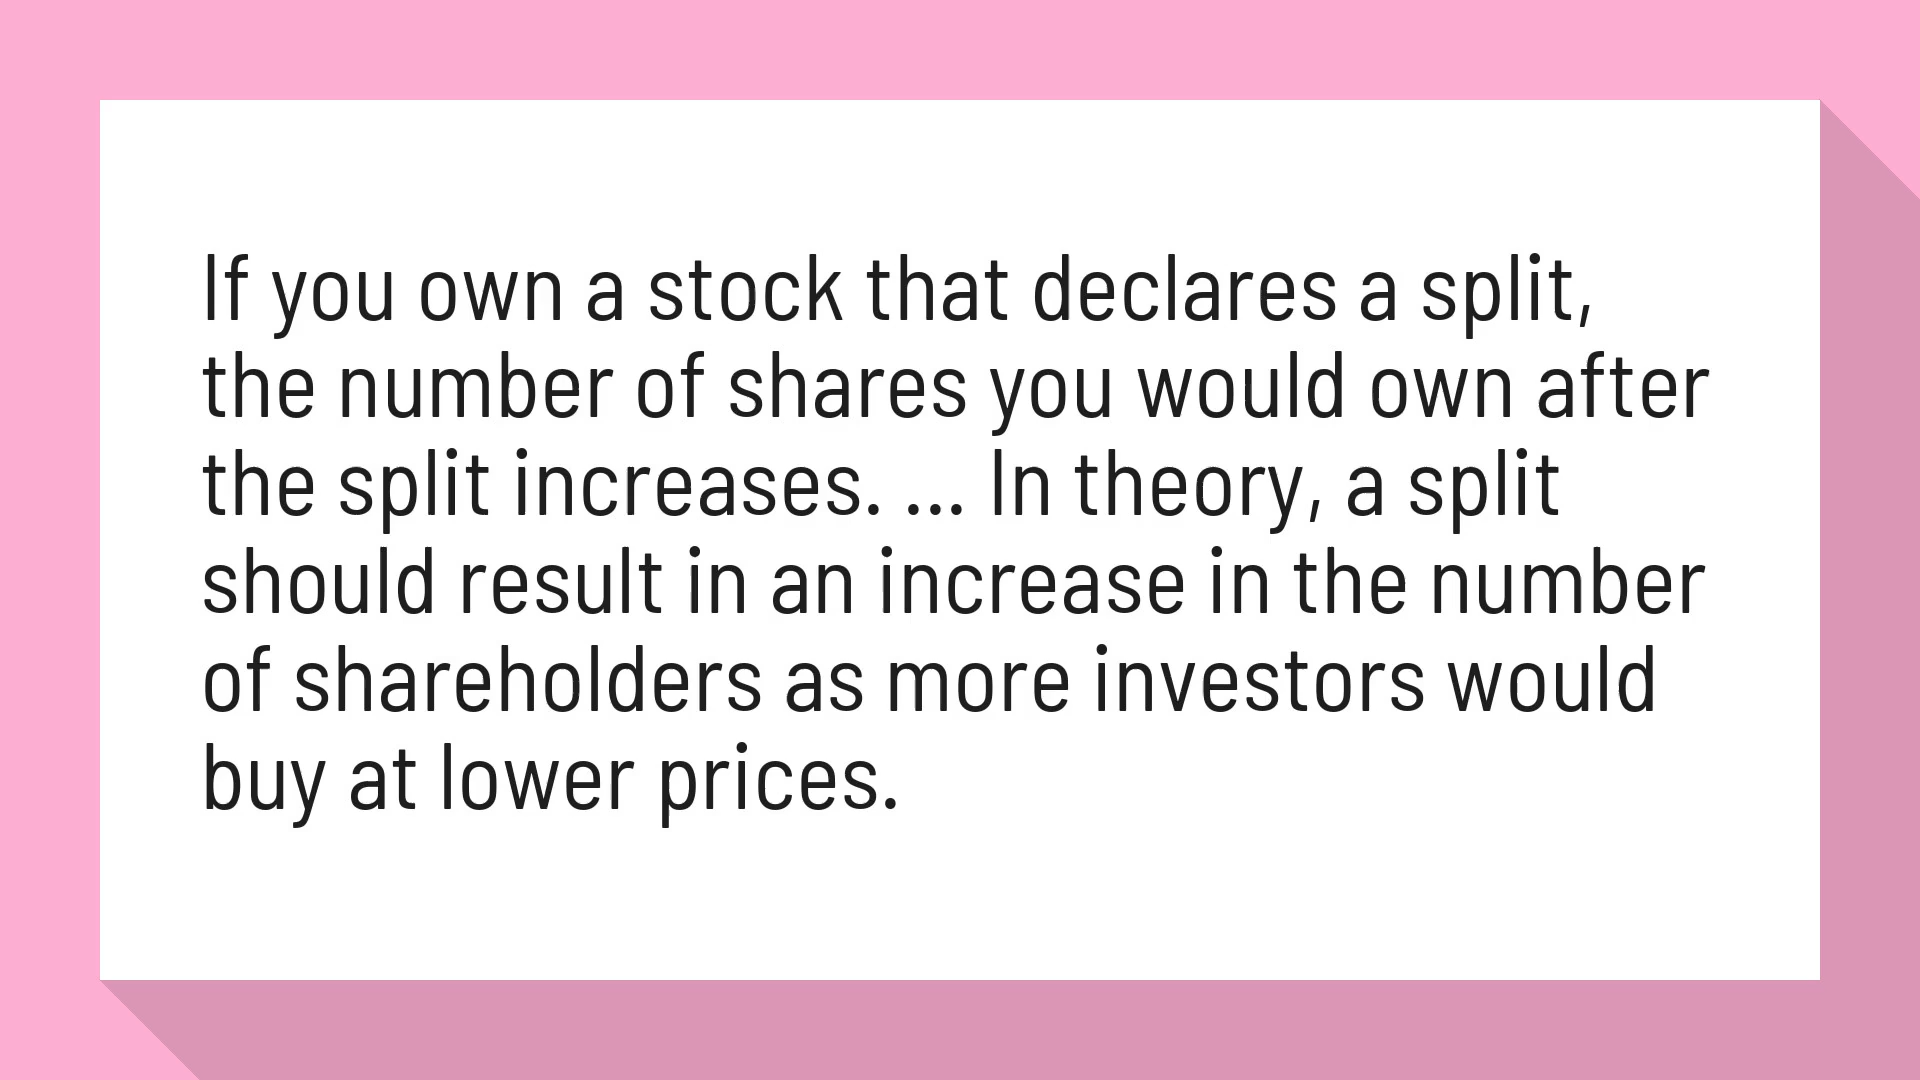 If you own a stock that declares a split,
the number of shares you would own after
the split increases. ... In theory, a split
should result in an increase in the number
of shareholders as more investors would
buy at lower prices.